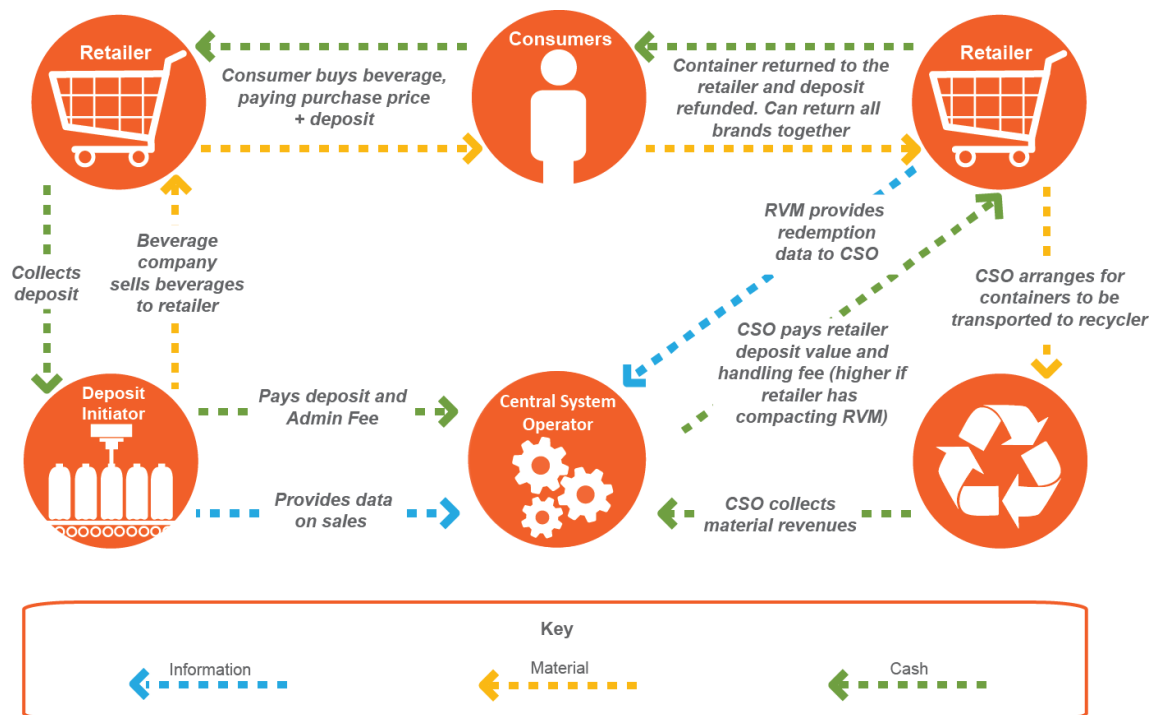 Retailer
Consumers
Retailer
Consumer buys beverage,
paying purchase price
+ deposit
Container returned to the
retailer and deposit
refunded. Can return all
brands together
Collects
deposit
Beverage
company
sells beverages
to retailer
RVM provides
redemption
data to CSO
CSO arranges for
containers to be
transported to recycler
CSO pays retailer
deposit value and
handling fee (higher if
retailer has
compacting RVM)
Deposit
Initiator
Pays deposit and
Admin Fee
Central System
Operator
Provides data
on sales
CSO collects
material revenues
Key
Information
Material
Cash